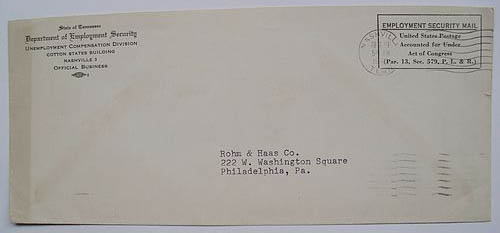 State of Tennessee
Department of Employment Security
UNEMPLOYMENT COMPENSATION DIVISION
COTTON STATES BUILDING
NASHVILLE 3
OFFICIAL BUSINESS
EMPLOYMENT SECURITY MAIL
United States Postage
Accounted for Under
Act of Congress
(Par. 13, Sec. 579, P. L. & R.)
NASHVILLE
TENN.
Rohm & Haas Co.
222 W. Washington Square
Philadelphia, Pa.